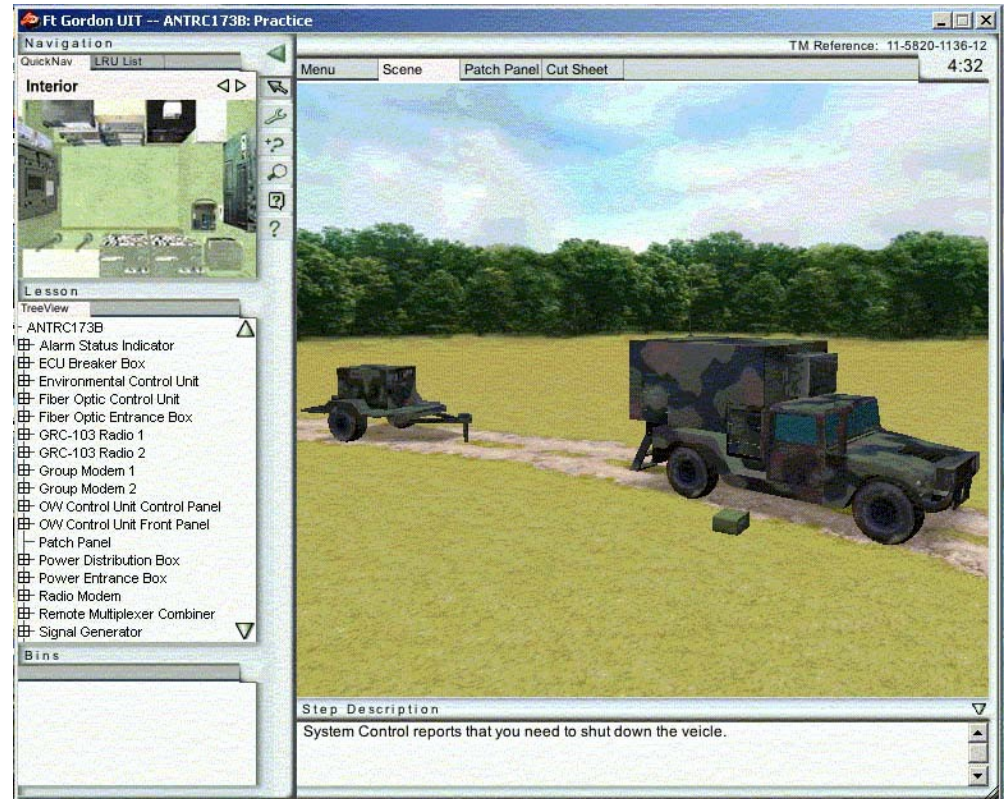 Ft Gordon UIT -- ANTRC173B: Practice
Navigation
TM Reference: 11-5820-1136-12
QuickNav LRU List
Menu Scene Patch Panel Cut Sheet 4:32
Interior
Lesson
TreeView
ANTRC173B
Alarm Status Indicator
ECU Breaker Box
Environmental Control Unit
Fiber Optic Control Unit
Fiber Optic Entrance Box
GRC-103 Radio 1
GRC-103 Radio 2
Group Modem 1
Group Modem 2
OW Control Unit Control Panel
OW Control Unit Front Panel
Patch Panel
Power Distribution Box
Power Entrance Box
Radio Modem
Remote Multiplexer Combiner
Signal Generator
Bins
Step Description
System Control reports that you need to shut down the veicle.